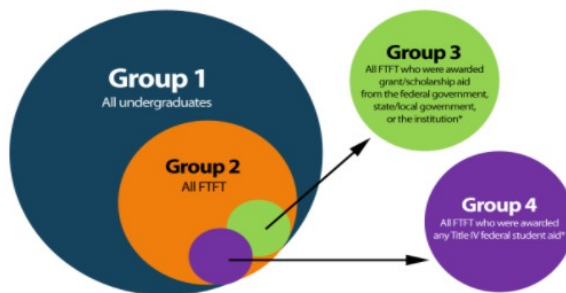 Group 1
All undergraduates
Group 2
All FTFT
Group 3
All FTFT who were awarded
grant/scholarship aid
from the federal government,
state/local government,
or the institution*
Group 4
All FTFT who were awarded
any Title IV federal student aid*